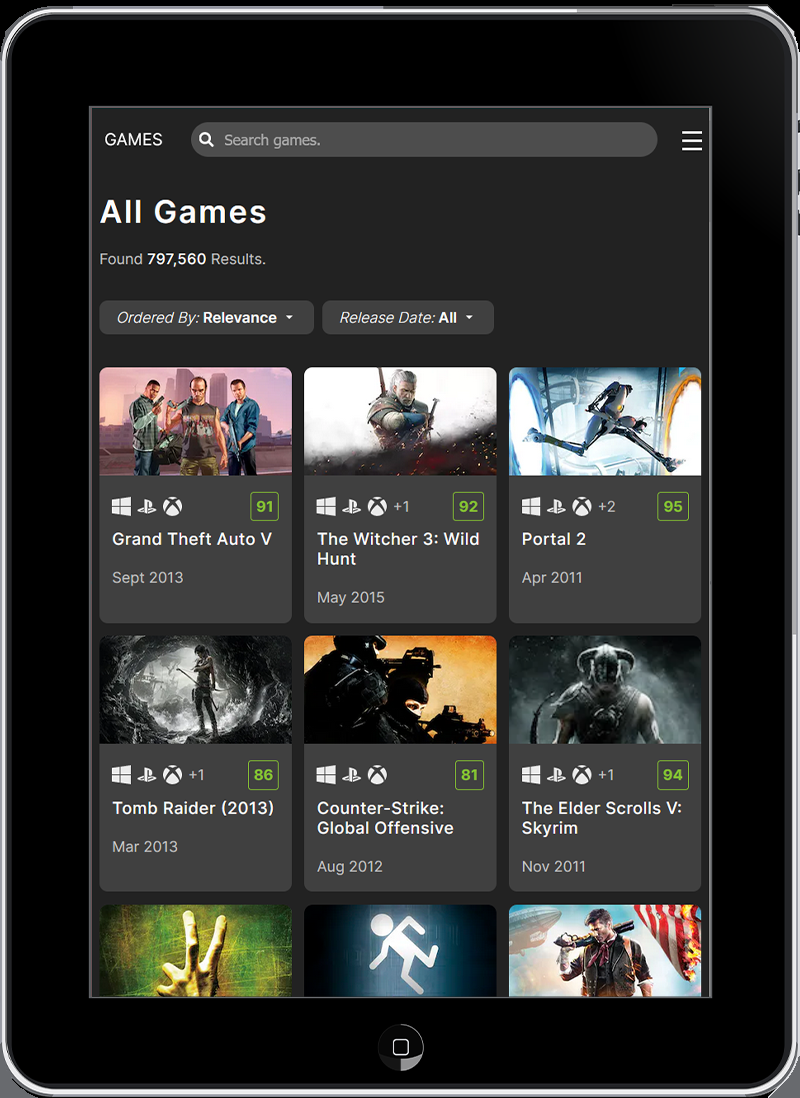 GAMES
Search games.
All Games
Found 797,560 Results.
Ordered By: Relevance
Release Date: All
91
Grand Theft Auto V
Sept 2013
+1
92
The Witcher 3: Wild
Hunt
May 2015
+2
95
Portal 2
Apr 2011
+1
86
Tomb Raider (2013)
Mar 2013
81
Counter-Strike:
Global Offensive
Aug 2012
+1
94
The Elder Scrolls V:
Skyrim
Nov 2011